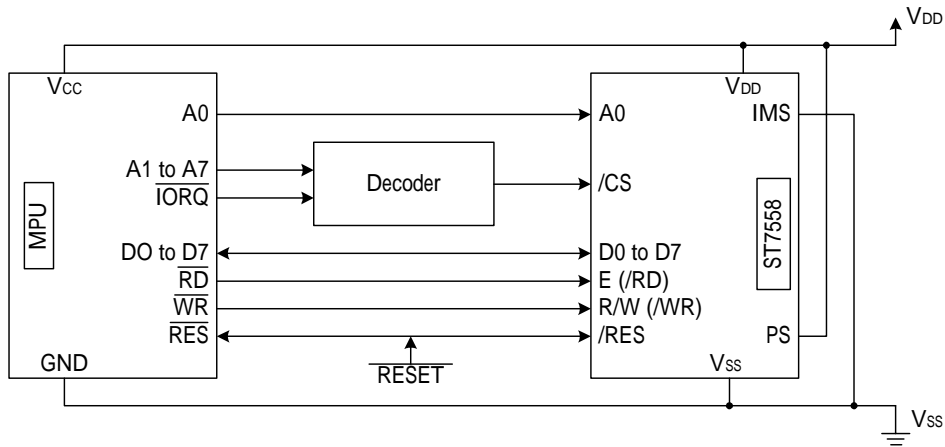 VDD
VCC
VDD
A0
A0
IMS
A1 to A7
IORQ
Decoder
/CS
MPU
ST7558
DO to D7
D0 to D7
RD
E (/RD)
WR
R/W (/WR)
RES
/RES
PS
GND
RESET
VSS
VSS